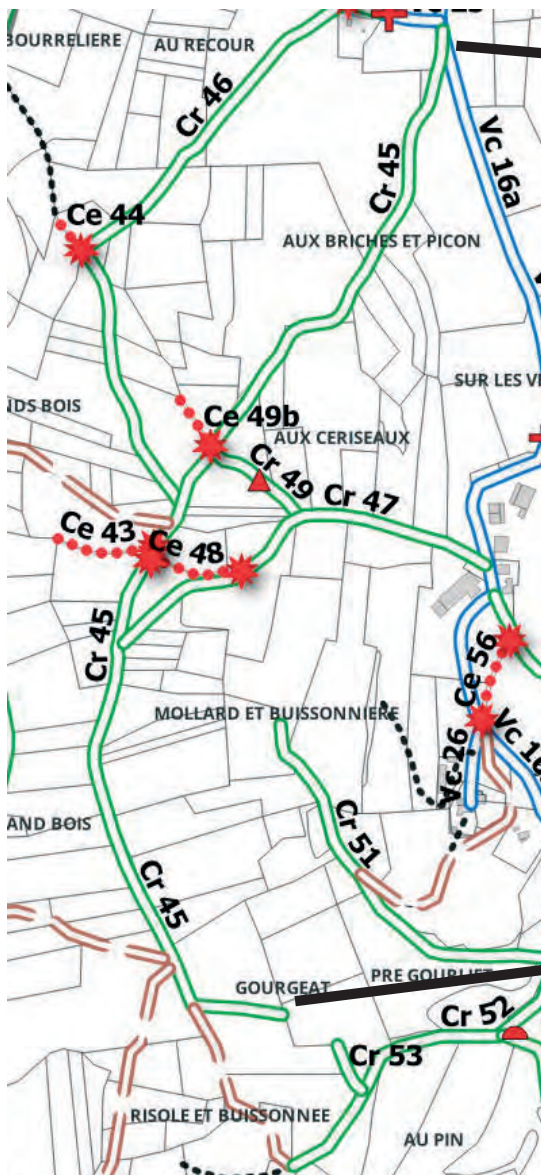 BOURRELIERE
AU RECOUR
Cr 46
Vc 16a
Cr 45
Ce 44
AUX BRICHES ET PICON
SUR LES VI
NDS BOIS
Ce 49b
AUX CERISEAUX
Cr 49
Cr 47
Ce 43
Ce 48
Cr 45
Ce 56
MOLLARD ET BUISSONNIERE
Vc 26
Vc 16
AND BOIS
Cr 51
Cr 45
GOURGEAT
PRE GOURLIET
Cr 52
Cr 53
RISOLE ET BUISSONNEE
AU PIN